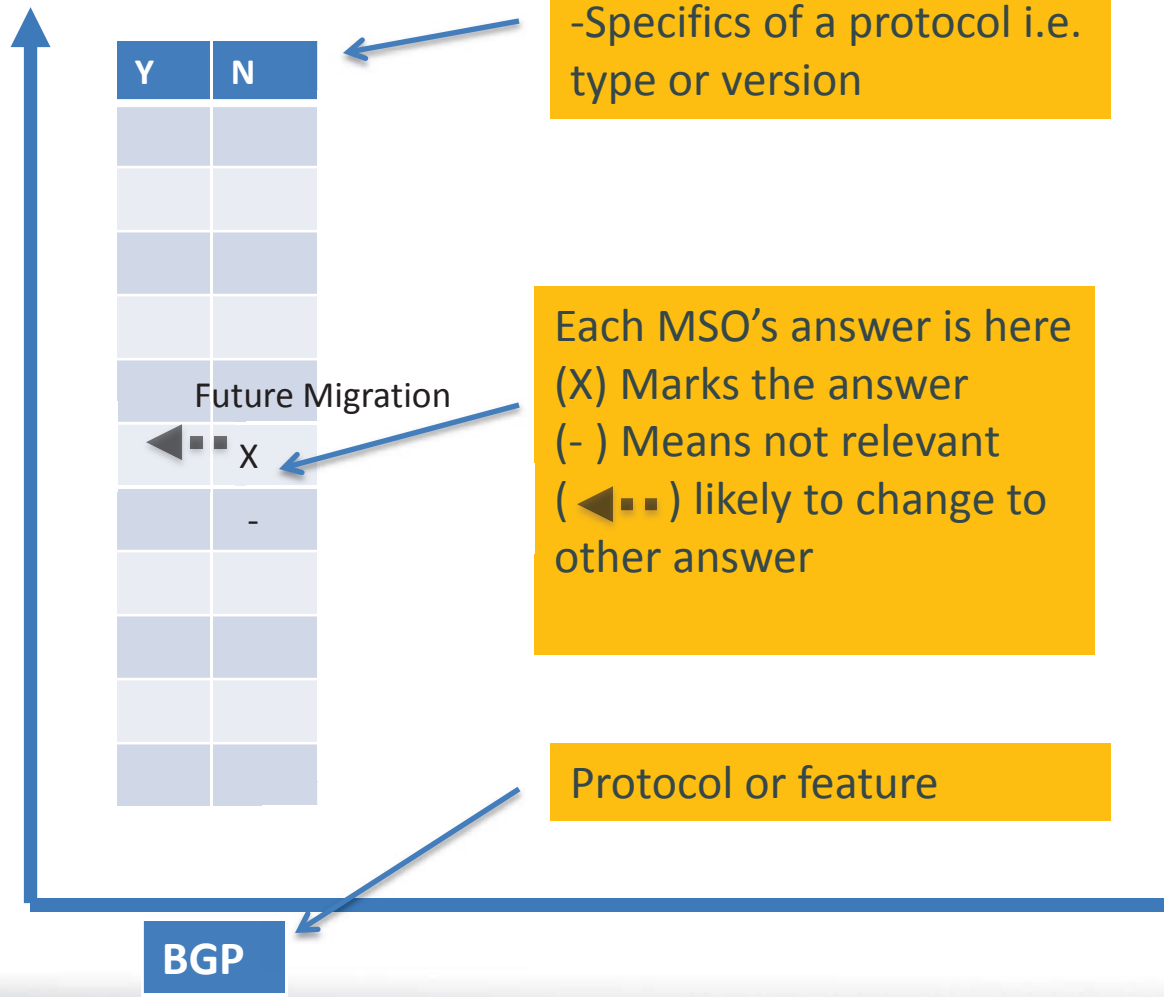 -Specifics of a protocol i.e.
type or version
Y N
Each MSO’s answer is here
(X) Marks the answer
(- ) Means not relevant
( ) likely to change to
other answer
Future Migration
X
-
Protocol or feature
BGP